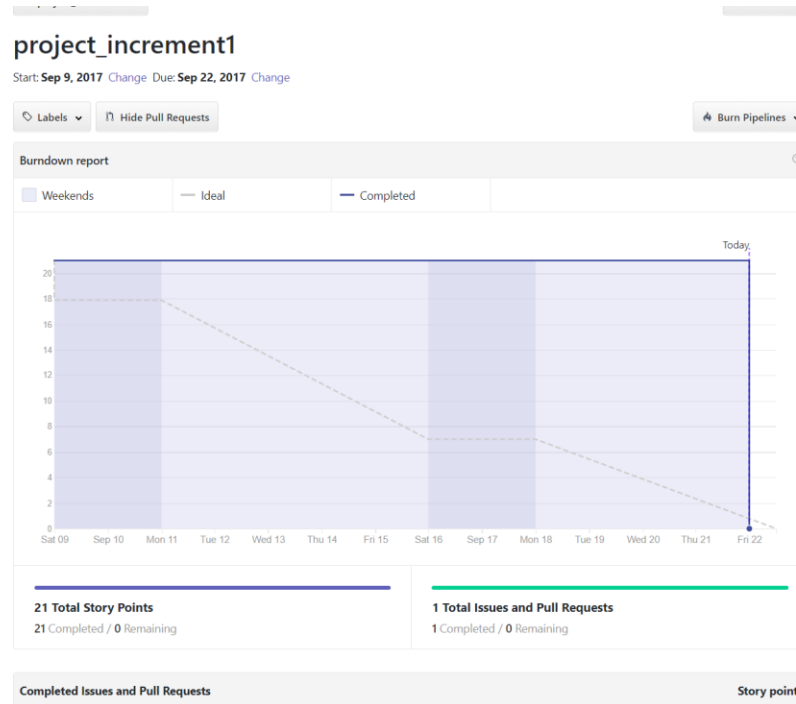 project_increment1
Start: Sep 9, 2017 Change Due: Sep 22, 2017 Change
Labels Hide Pull Requests Burn Pipelines
Burndown report
Weekends Ideal Completed
Today
20
18
16
14
12
10
8
6
4
2
0
Sat 09 Sep 10 Mon 11 Tue 12 Wed 13 Thu 14 Fri 15 Sat 16 Sep 17 Mon 18 Tue 19 Wed 20 Thu 21 Fri 22
21 Total Story Points 1 Total Issues and Pull Requests
21 Completed / 0 Remaining 1 Completed / 0 Remaining
Completed Issues and Pull Requests Story point